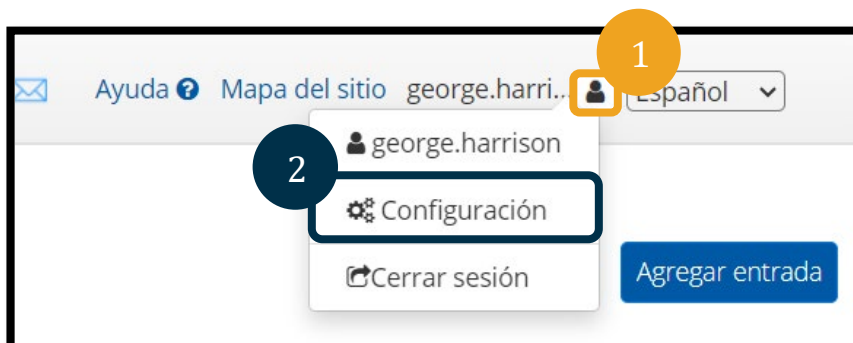 1
Ayuda ? Mapa del sitio george.harri... Español
george.harrison
2
Configuración
Cerrar sesión
Agregar entrada